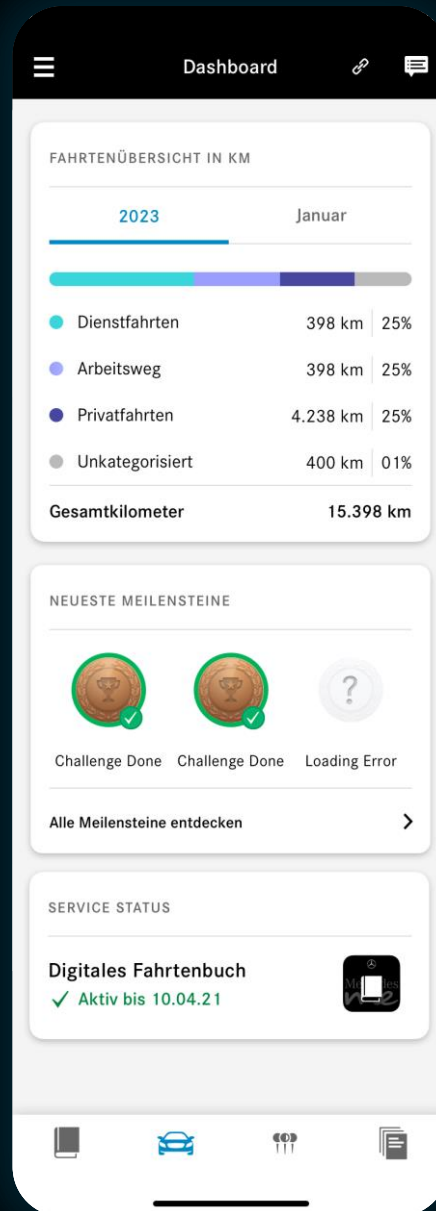 Dashboard
FAHRTENÜBERSICHT IN KM
2023 Januar
Dienstfahrten 398 km 25%
Arbeitsweg 398 km 25%
Privatfahrten 4.238 km 25%
Unkategorisiert 400 km 01%
Gesamtkilometer 15.398 km
NEUESTE MEILENSTEINE
?
Challenge Done Challenge Done Loading Error
Alle Meilensteine entdecken
SERVICE STATUS
Digitales Fahrtenbuch
Aktiv bis 10.04.21